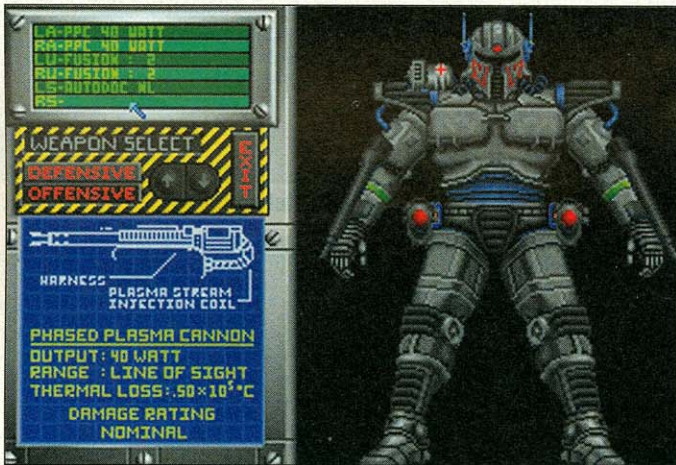 LA-PPC 40 WATT
RA-PPC 40 WATT
LW-FUSION : 2
RW-FUSION : 2
LS-AUTODOC NL
RS-
WEAPON SELECT
DEFENSIVE
OFFENSIVE
EXIT
HARNESS
PLASMA STREAM
INJECTION COIL
PHASED PLASMA CANNON
OUTPUT: 40 WATT
RANGE : LINE OF SIGHT
THERMAL LOSS:.50×10⁵°C
DAMAGE RATING
NOMINAL